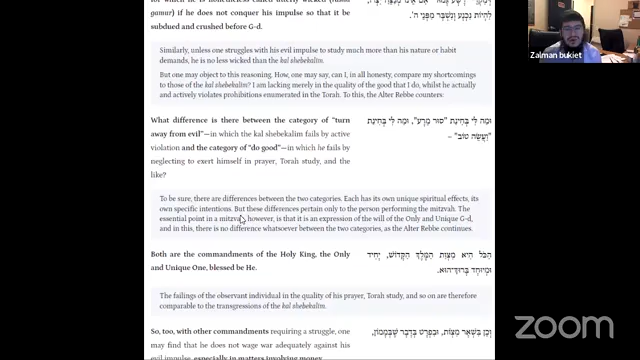 for which he is nonetheless called utterly wicked (rasha
gamur) if he does not conquer his impulse so that it be
subdued and crushed before G-d.
לִהְיוֹת נִכְנָע וְנִשְׁבָּר מִפְּנֵי ה'.
Similarly, unless one struggles with his evil impulse to study much more than his nature or habit
demands, he is no less wicked than the kal shebekalim.
But one may object to this reasoning. How, one may say, can I, in all honesty, compare my shortcomings
to those of the kal shebekalim? I am lacking merely in the quality of the good that I do, whilst he actually
and actively violates prohibitions enumerated in the Torah. To this, the Alter Rebbe counters:
What difference is there between the category of "turn
away from evil"—in which the kal shebekalim fails by active
violation and the category of "do good"—in which he fails by
neglecting to exert himself in prayer, Torah study, and the
like?
וּמַה לִּי בְּחִינַת "סוּר מֵרָע", וּמַה לִּי בְּחִינַת
"וַעֲשֵׂה טוֹב" –
To be sure, there are differences between the two categories. Each has its own unique spiritual effects, its
own specific intentions. But these differences pertain only to the person performing the mitzvah. The
essential point in a mitzvah, however, is that it is an expression of the will of the Only and Unique G-d,
and in this, there is no difference whatsoever between the two categories, as the Alter Rebbe continues.
Both are the commandments of the Holy King, the Only
and Unique One, blessed be He.
הַכֹּל הִיא מִצְוַת הַמֶּלֶךְ הַקָּדוֹשׁ, יָחִיד
וּמְיוּחָד בָּרוּךְ־הוּא.
The failings of the observant individual in the quality of his prayer, Torah study, and so on are therefore
comparable to the transgressions of the kal shebekalim.
So, too, with other commandments requiring a struggle, one
may find that he does not wage war adequately against his
evil impulse, especially in matters involving money,
וְכֵן בִּשְׁאָר מִצְוֹת, וּבִפְרָט בְּדָבָר שֶׁבְּמָמוֹן,
Zalman bukiet
zoom